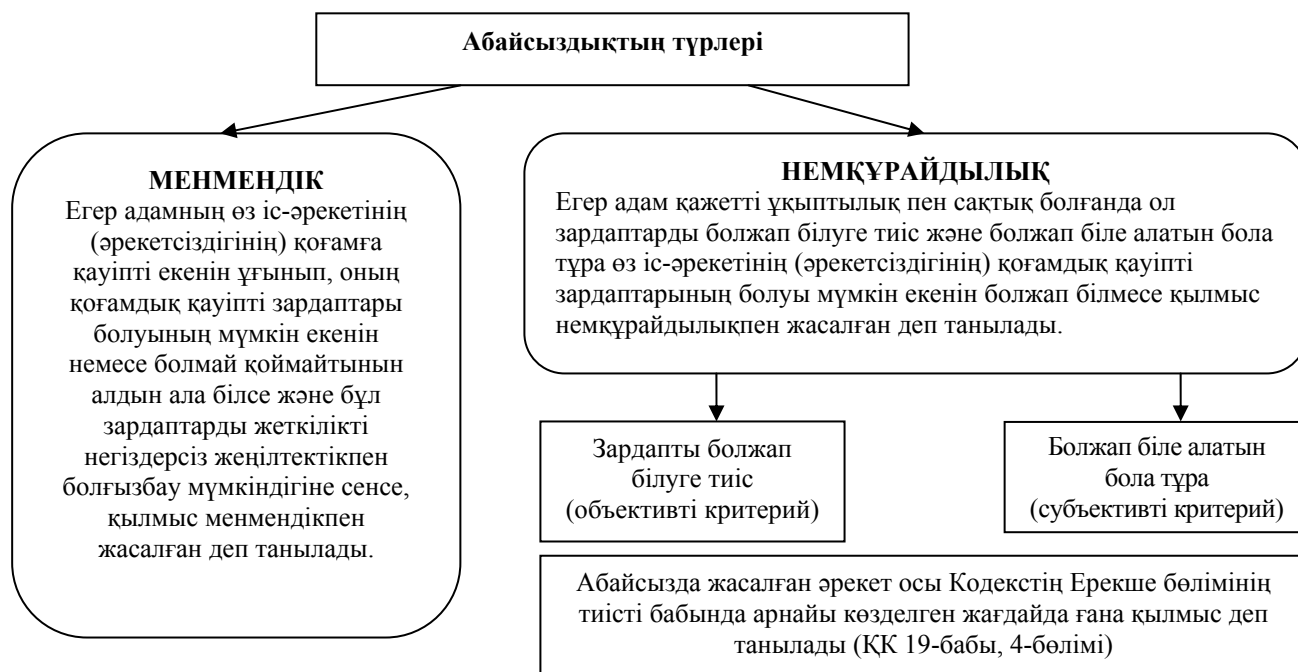 Абайсыздықтың түрлері
МЕНМЕНДІК
Егер адамның өз іс-әрекетінің
(әрекетсіздігінің) қоғамға
қауіпті екенін ұғынып, оның
қоғамдық қауіпті зардаптары
болуының мүмкін екенін
немесе болмай қоймайтынын
алдын ала білсе және бұл
зардаптарды жеткілікті
негіздерсіз жеңілтектікпен
болғызбау мүмкіндігіне сенсе,
қылмыс менмендікпен
жасалған деп танылады.
НЕМҚҰРАЙДЫЛЫҚ
Егер адам қажетті ұқыптылық пен сақтық болғанда ол
зардаптарды болжап білуге тиіс және болжап біле алатын бола
тұра өз іс-әрекетінің (әрекетсіздігінің) қоғамдық қауіпті
зардаптарының болуы мүмкін екенін болжап білмесе қылмыс
немқұрайдылықпен жасалған деп танылады.
Зардапты болжап
білуге тиіс
(объективті критерий)
Болжап біле алатын
бола тұра
(субъективті критерий)
Абайсызда жасалған әрекет осы Кодекстің Ерекше бөлімінің
тиісті бабында арнайы көзделген жағдайда ғана қылмыс деп
танылады (ҚК 19-бабы, 4-бөлімі)